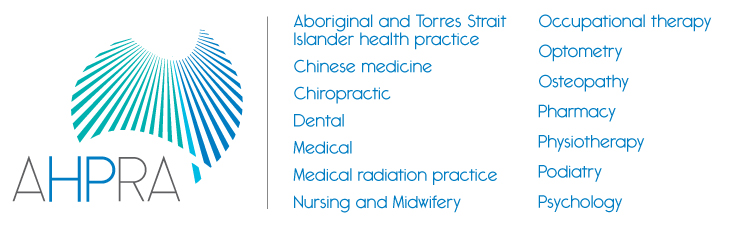 AHPRA
Aboriginal and Torres Strait
Islander health practice
Chinese medicine
Chiropractic
Dental
Medical
Medical radiation practice
Nursing and Midwifery
Occupational therapy
Optometry
Osteopathy
Pharmacy
Physiotherapy
Podiatry
Psychology